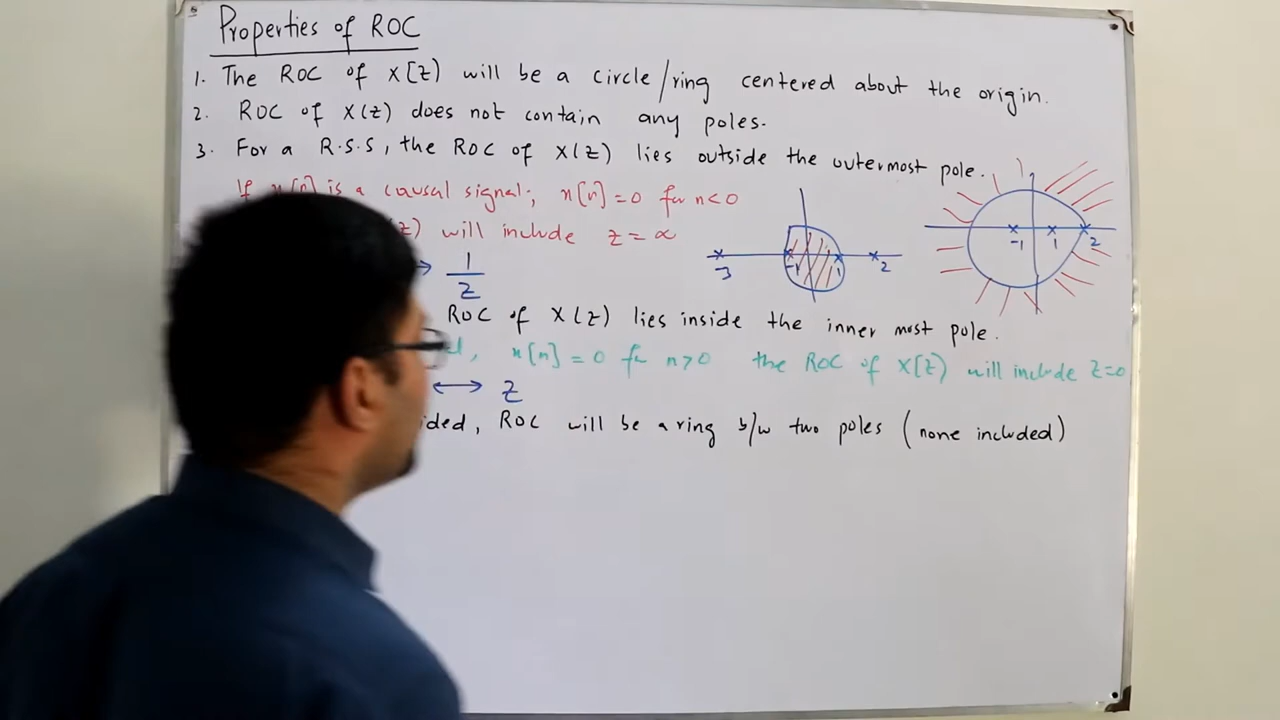 Properties of ROC
1. The ROC of X[z] will be a circle/ring centered about the origin.
2. ROC of X(z) does not contain any poles.
3. For a R.S.S, the ROC of X(z) lies outside the outermost pole.
If x[n] is a causal signal; x[n]=0 for n<0
z) will include z=∞
→ 1/z
-3 -1 1 2
-1 1 2
ROC of X(z) lies inside the inner most pole.
x[n]=0 for n>0 the ROC of X[z] will include z=0
↔ z
ided, ROC will be a ring b/w two poles (none included)